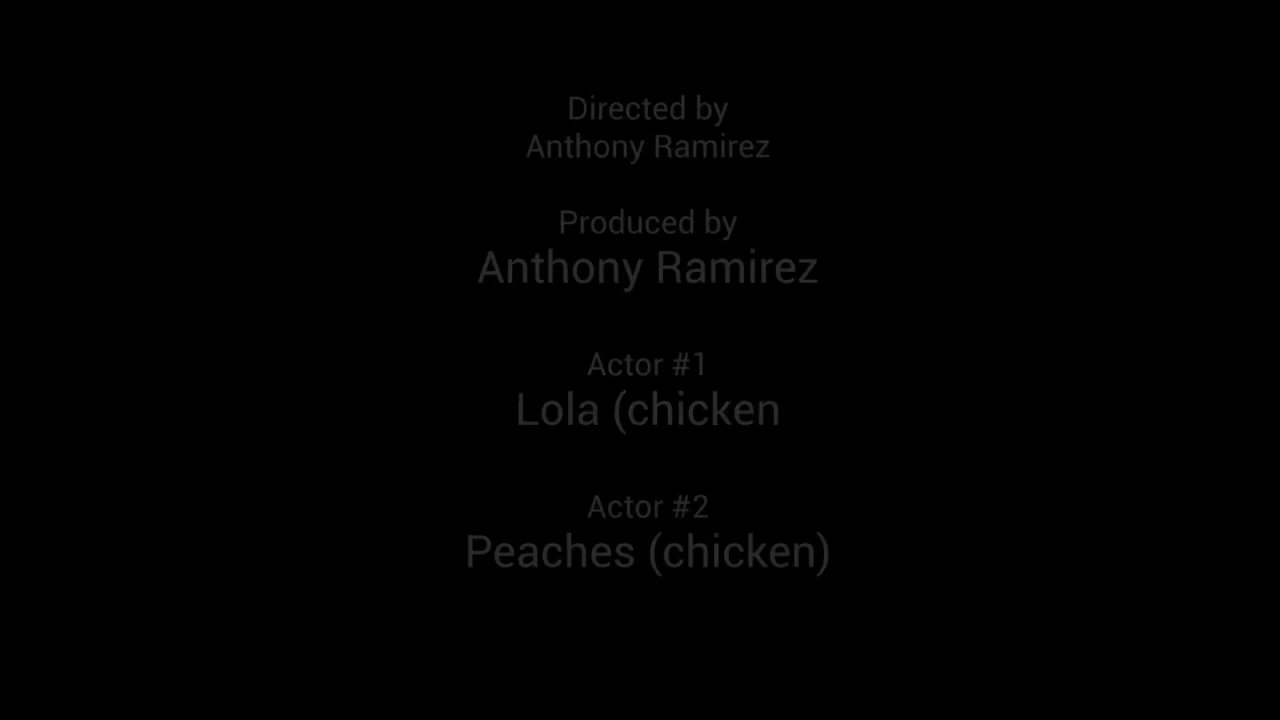 Directed by
Anthony Ramirez
Produced by
Anthony Ramirez
Actor #1
Lola (chicken
Actor #2
Peaches (chicken)